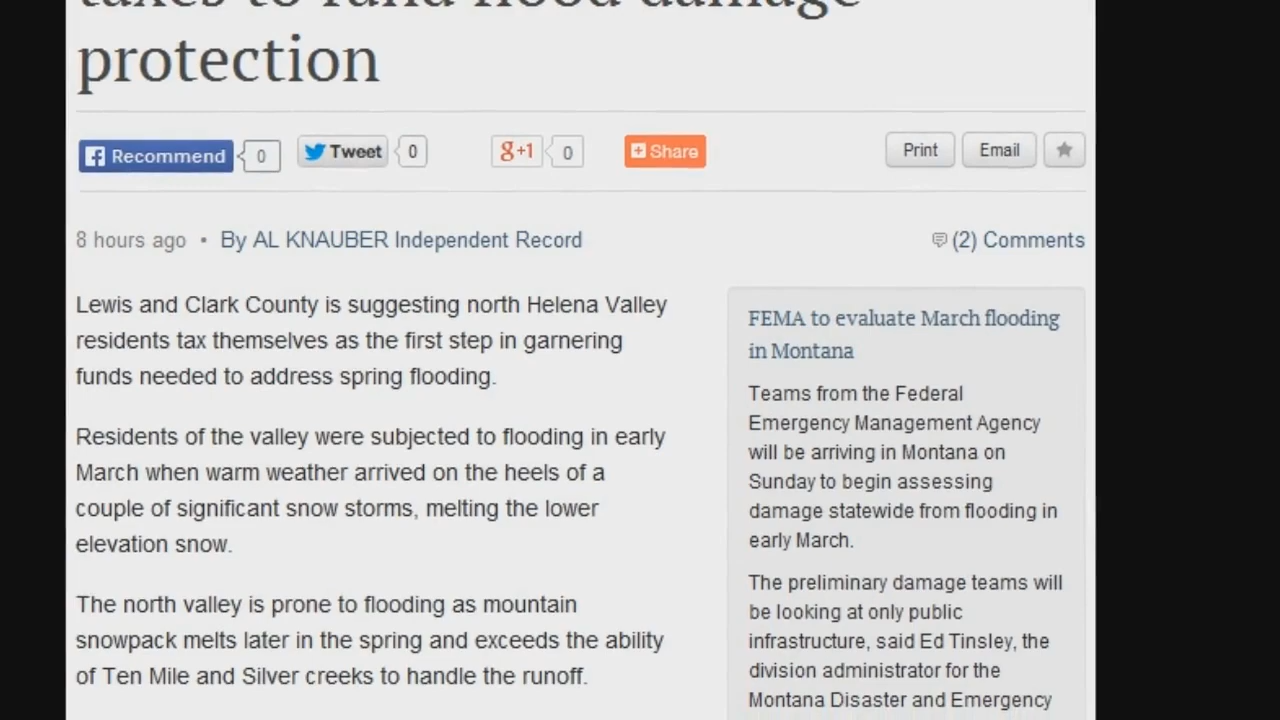 taxes to fund flood damage
protection
Recommend 0 Tweet 0 g+1 0 Share Print Email
8 hours ago • By AL KNAUBER Independent Record (2) Comments
Lewis and Clark County is suggesting north Helena Valley
residents tax themselves as the first step in garnering
funds needed to address spring flooding.
Residents of the valley were subjected to flooding in early
March when warm weather arrived on the heels of a
couple of significant snow storms, melting the lower
elevation snow.
The north valley is prone to flooding as mountain
snowpack melts later in the spring and exceeds the ability
of Ten Mile and Silver creeks to handle the runoff.
FEMA to evaluate March flooding
in Montana
Teams from the Federal
Emergency Management Agency
will be arriving in Montana on
Sunday to begin assessing
damage statewide from flooding in
early March.
The preliminary damage teams will
be looking at only public
infrastructure, said Ed Tinsley, the
division administrator for the
Montana Disaster and Emergency